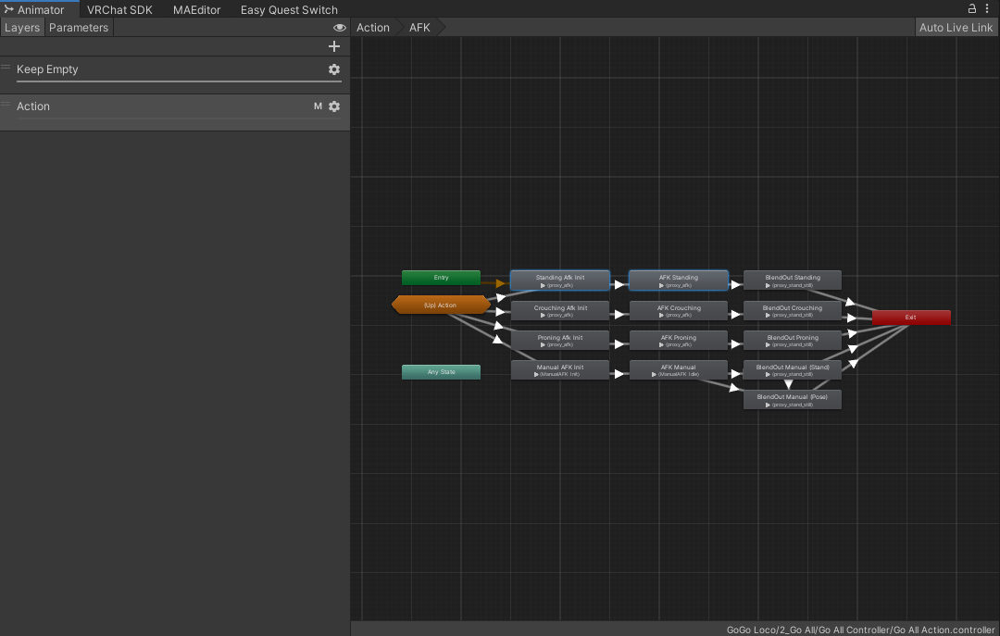 Animator VRChat SDK MAEditor Easy Quest Switch
Layers Parameters Action AFK Auto Live Link
Keep Empty
Action M
Entry
(Up) Action
Any State
Standing Afk Init
(proxy_afk)
AFK Standing
(proxy_afk)
BlendOut Standing
(proxy_stand_still)
Crouching Afk Init
(proxy_afk)
AFK Crouching
(proxy_afk)
BlendOut Crouching
(proxy_stand_still)
Exit
Proning Afk Init
(proxy_afk)
AFK Proning
(proxy_afk)
BlendOut Proning
(proxy_stand_still)
Manual AFK Init
(ManualAFK Init)
AFK Manual
(ManualAFK Idle)
BlendOut Manual (Stand)
(proxy_stand_still)
BlendOut Manual (Pose)
(proxy_stand_still)
GoGo Loco/2_Go All/Go All Controller/Go All Action.controller